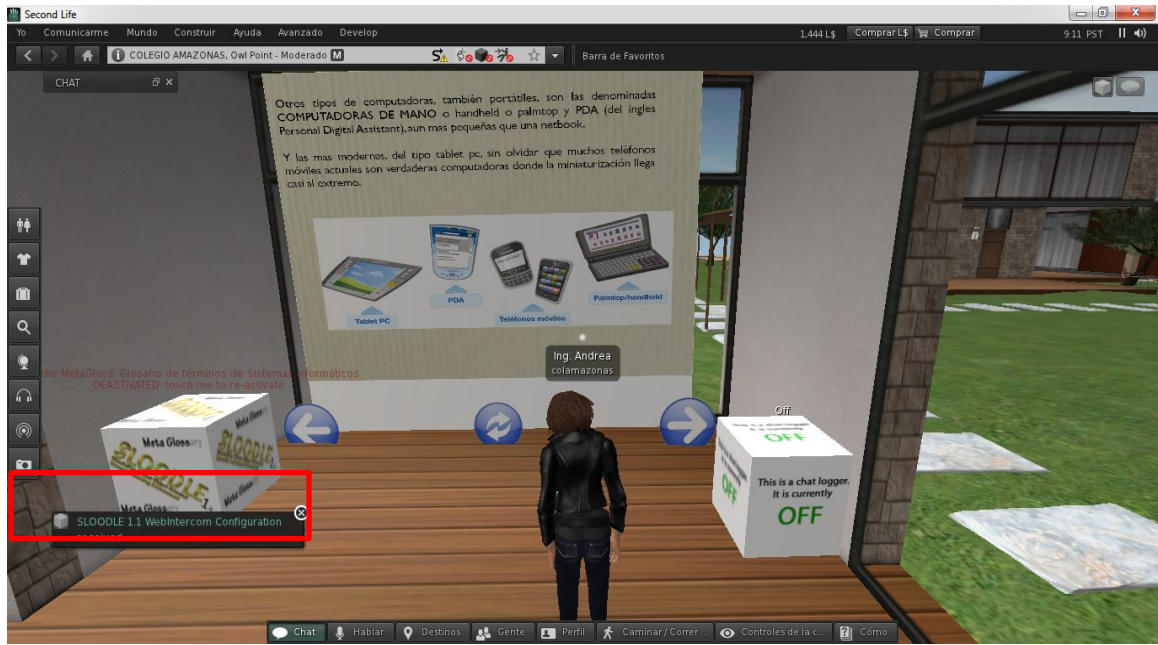 Second Life
Yo Comunicarme Mundo Construir Ayuda Avanzado Develop 1,444 L$ Comprar L$ Comprar 9:11 PST
COLEGIO AMAZONAS, Owl Point - Moderado M Barra de Favoritos
CHAT
Otros tipos de computadoras, también portátiles, son las denominadas
COMPUTADORAS DE MANO o handheld o palmtop y PDA (del ingles
Personal Digital Assistant), aun mas pequeñas que una netbook.
Y las mas modernas, del tipo tablet pc, sin olvidar que muchos teléfonos
móviles actuales son verdaderas computadoras donde la miniaturización llega
casi al extremo.
Tablet PC
PDA
Teléfonos móviles
Palmtop/handheld
Ing. Andrea
colamazonas
dle MetaGloss: Glosario de términos de Sistemas Informáticos
DEACTIVATED: touch me to re-activate
Meta Glossary
SLOODLE
Meta Gloss
SLOODLE 1.1 WebIntercom Configuration
received
Off
OFF
This is a chat logger.
It is currently
OFF
Chat Hablar Destinos Gente Perfil Caminar / Correr ... Controles de la c... Cómo